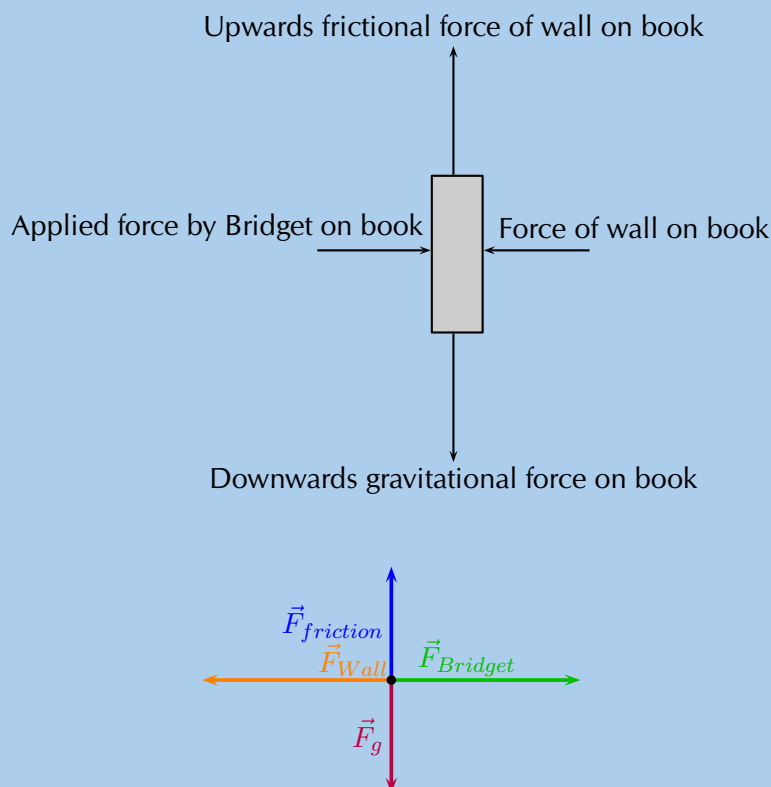 Upwards frictional force of wall on book
Applied force by Bridget on book
Force of wall on book
Downwards gravitational force on book
F⃗friction
F⃗Wall
F⃗Bridget
F⃗g